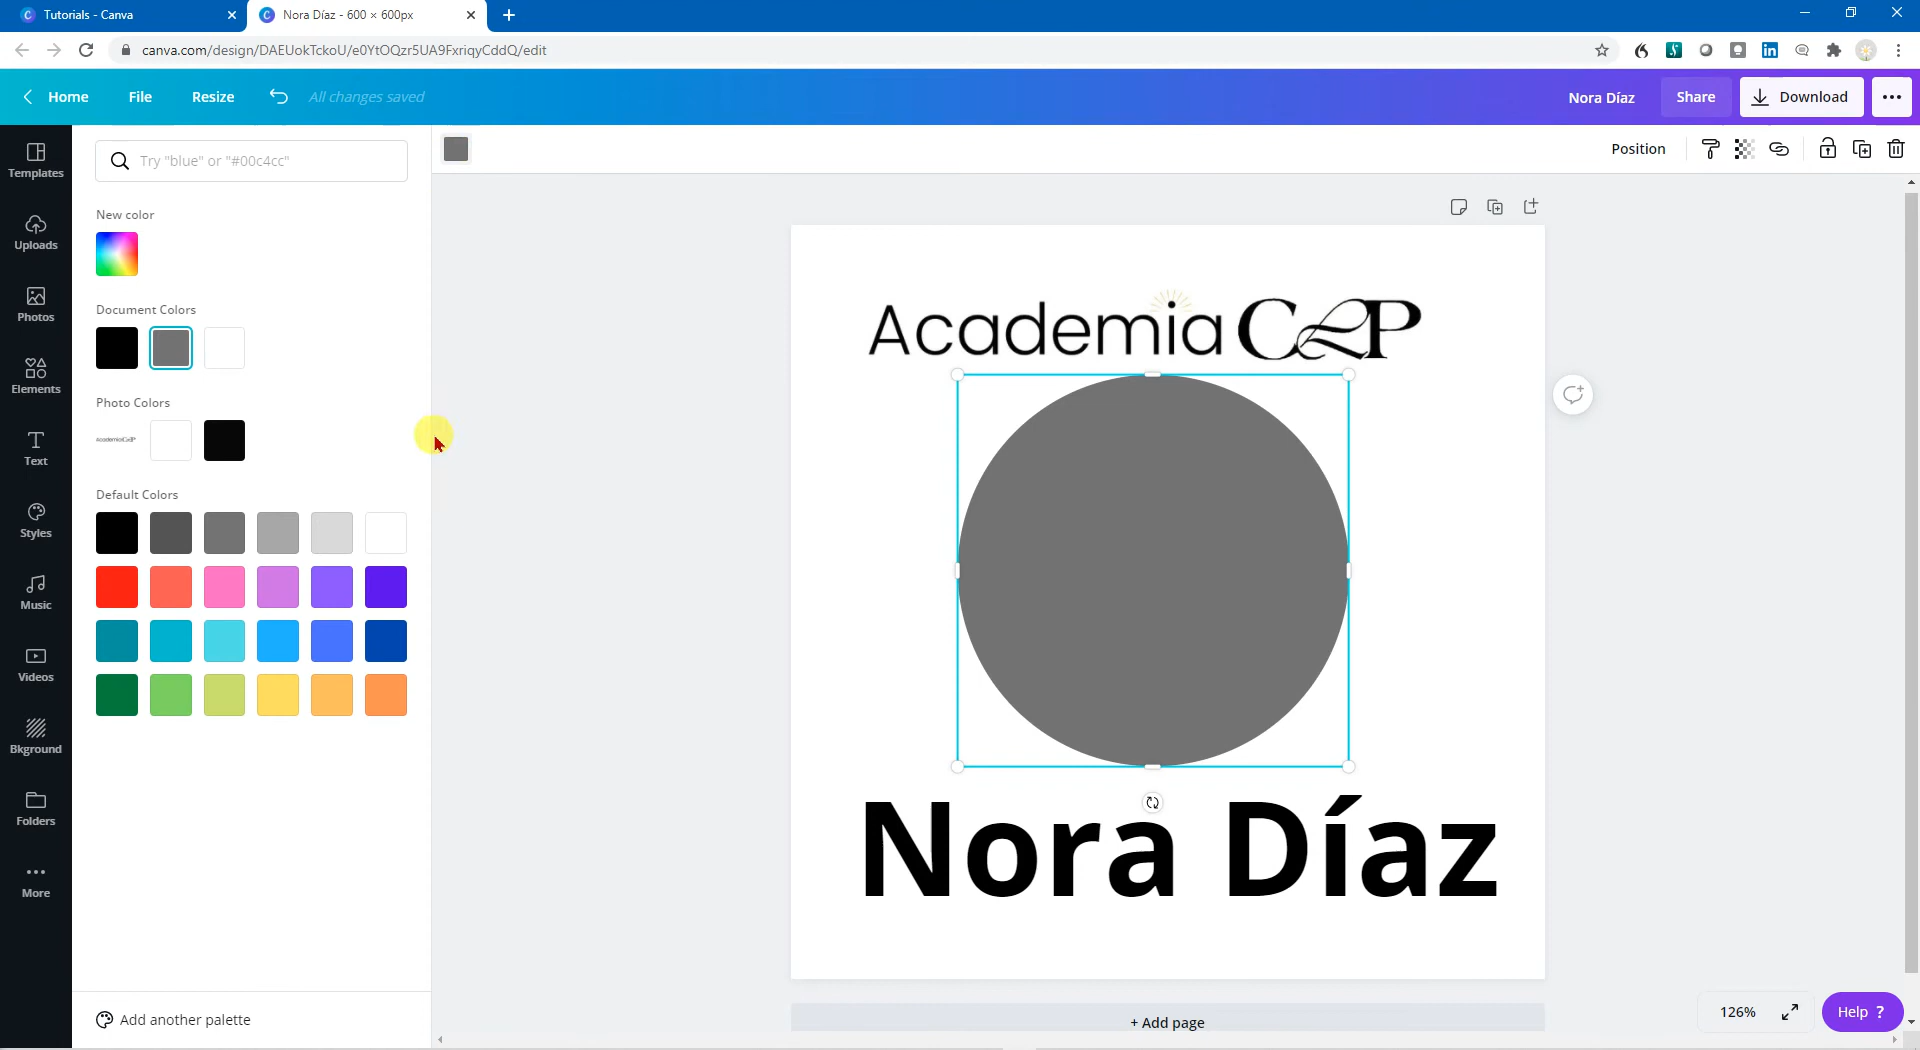 Tutorials - Canva
Nora Díaz - 600 × 600px
canva.com/design/DAEUokTckoU/e0YtOQzr5UA9FxriqyCddQ/edit
Home
File
Resize
All changes saved
Nora Díaz
Share
Download
Templates
Uploads
Photos
Elements
Text
Styles
Music
Videos
Bkground
Folders
More
Try "blue" or "#00c4cc"
New color
Document Colors
Photo Colors
Default Colors
Add another palette
Position
Academia C2P
Nora Díaz
+ Add page
126%
Help ?